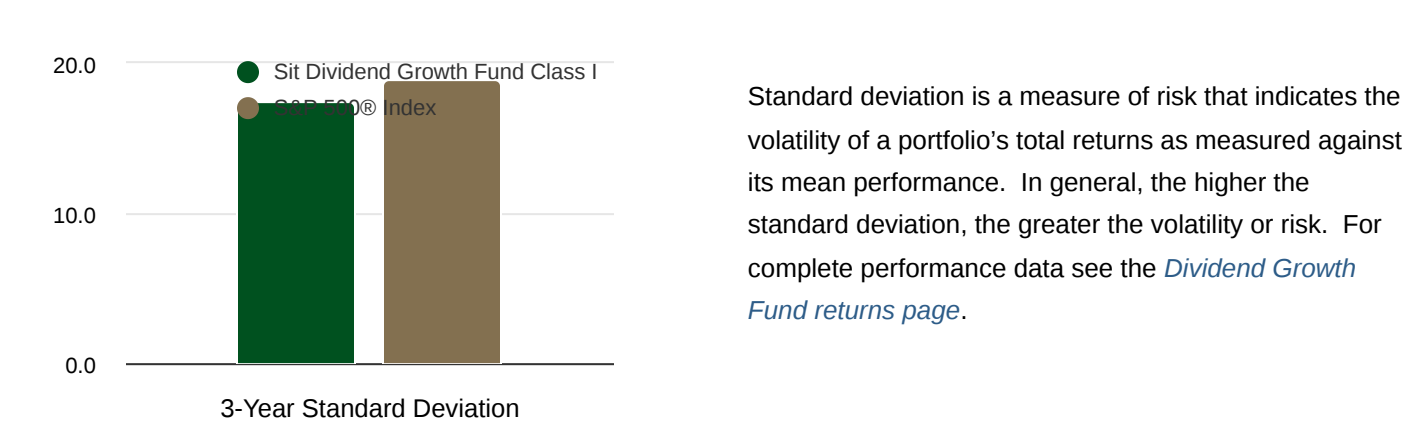 20.0
Sit Dividend Growth Fund Class I
S&P 500® Index
10.0
0.0
3-Year Standard Deviation
Standard deviation is a measure of risk that indicates the
volatility of a portfolio’s total returns as measured against
its mean performance.  In general, the higher the
standard deviation, the greater the volatility or risk.  For
complete performance data see the Dividend Growth
Fund returns page.